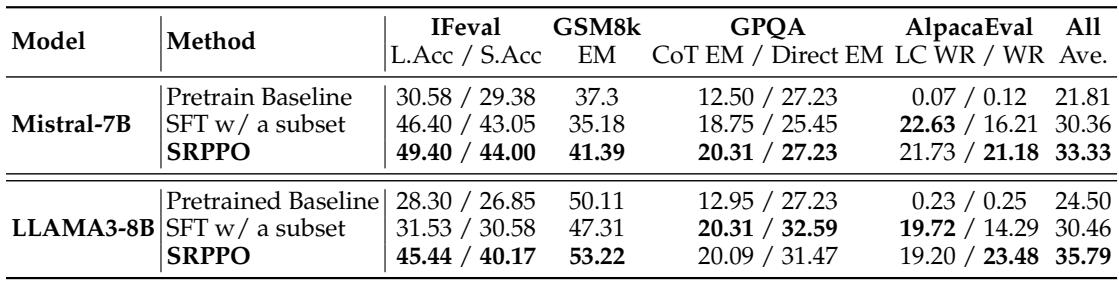 Model Method IFeval GSM8k GPQA AlpacaEval All
L.Acc / S.Acc EM CoT EM / Direct EM LC WR / WR Ave.
Pretrain Baseline 30.58 / 29.38 37.3 12.50 / 27.23 0.07 / 0.12 21.81
Mistral-7B SFT w/ a subset 46.40 / 43.05 35.18 18.75 / 25.45 22.63 / 16.21 30.36
SRPPO 49.40 / 44.00 41.39 20.31 / 27.23 21.73 / 21.18 33.33
Pretrained Baseline 28.30 / 26.85 50.11 12.95 / 27.23 0.23 / 0.25 24.50
LLAMA3-8B SFT w/ a subset 31.53 / 30.58 47.31 20.31 / 32.59 19.72 / 14.29 30.46
SRPPO 45.44 / 40.17 53.22 20.09 / 31.47 19.20 / 23.48 35.79